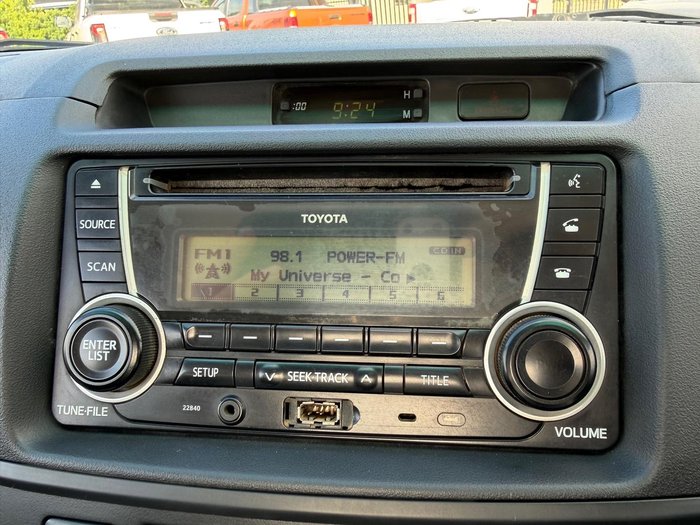 :00 9:24 H
M
TOYOTA
SOURCE
SCAN
FM1 98.1 POWER-FM CD IN
My Universe - Co
1 2 3 4 5 6
ENTER
LIST
SETUP
SEEK·TRACK
TITLE
TUNE·FILE
22840
VOLUME